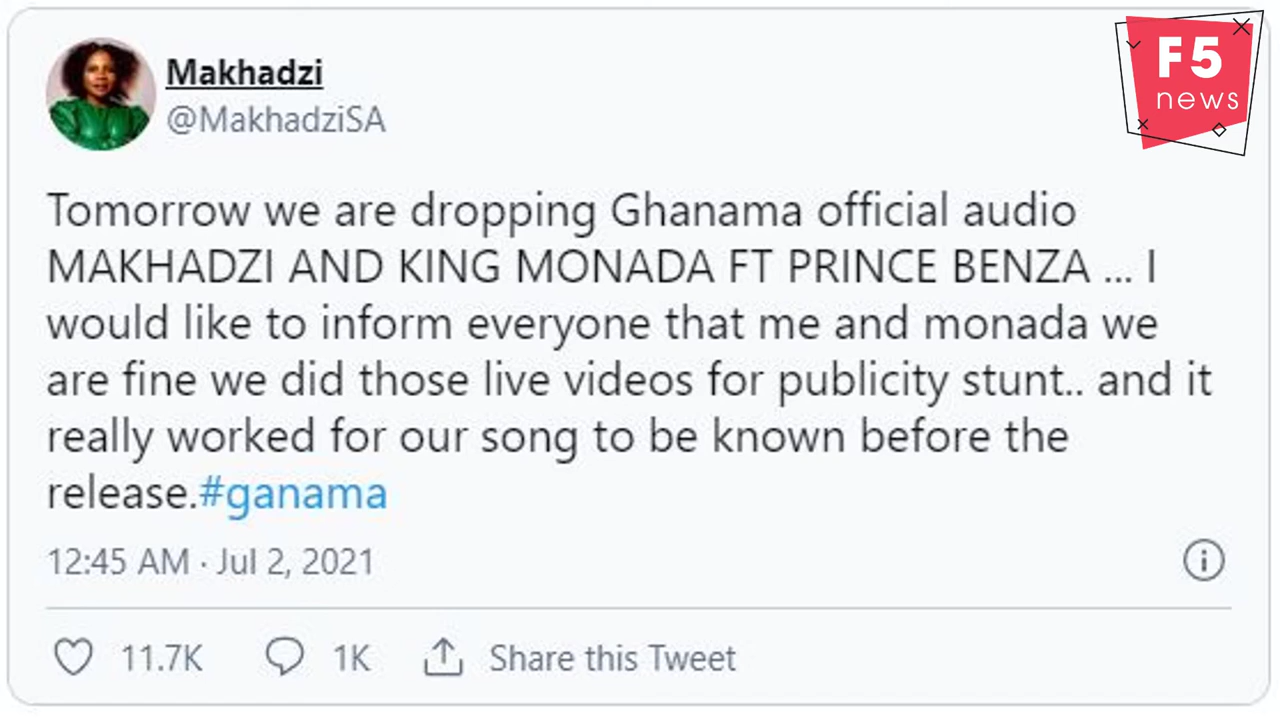 F5
news
Makhadzi
@MakhadziSA
Tomorrow we are dropping Ghanama official audio
MAKHADZI AND KING MONADA FT PRINCE BENZA ... I
would like to inform everyone that me and monada we
are fine we did those live videos for publicity stunt.. and it
really worked for our song to be known before the
release.#ganama
12:45 AM · Jul 2, 2021
11.7K 1K Share this Tweet